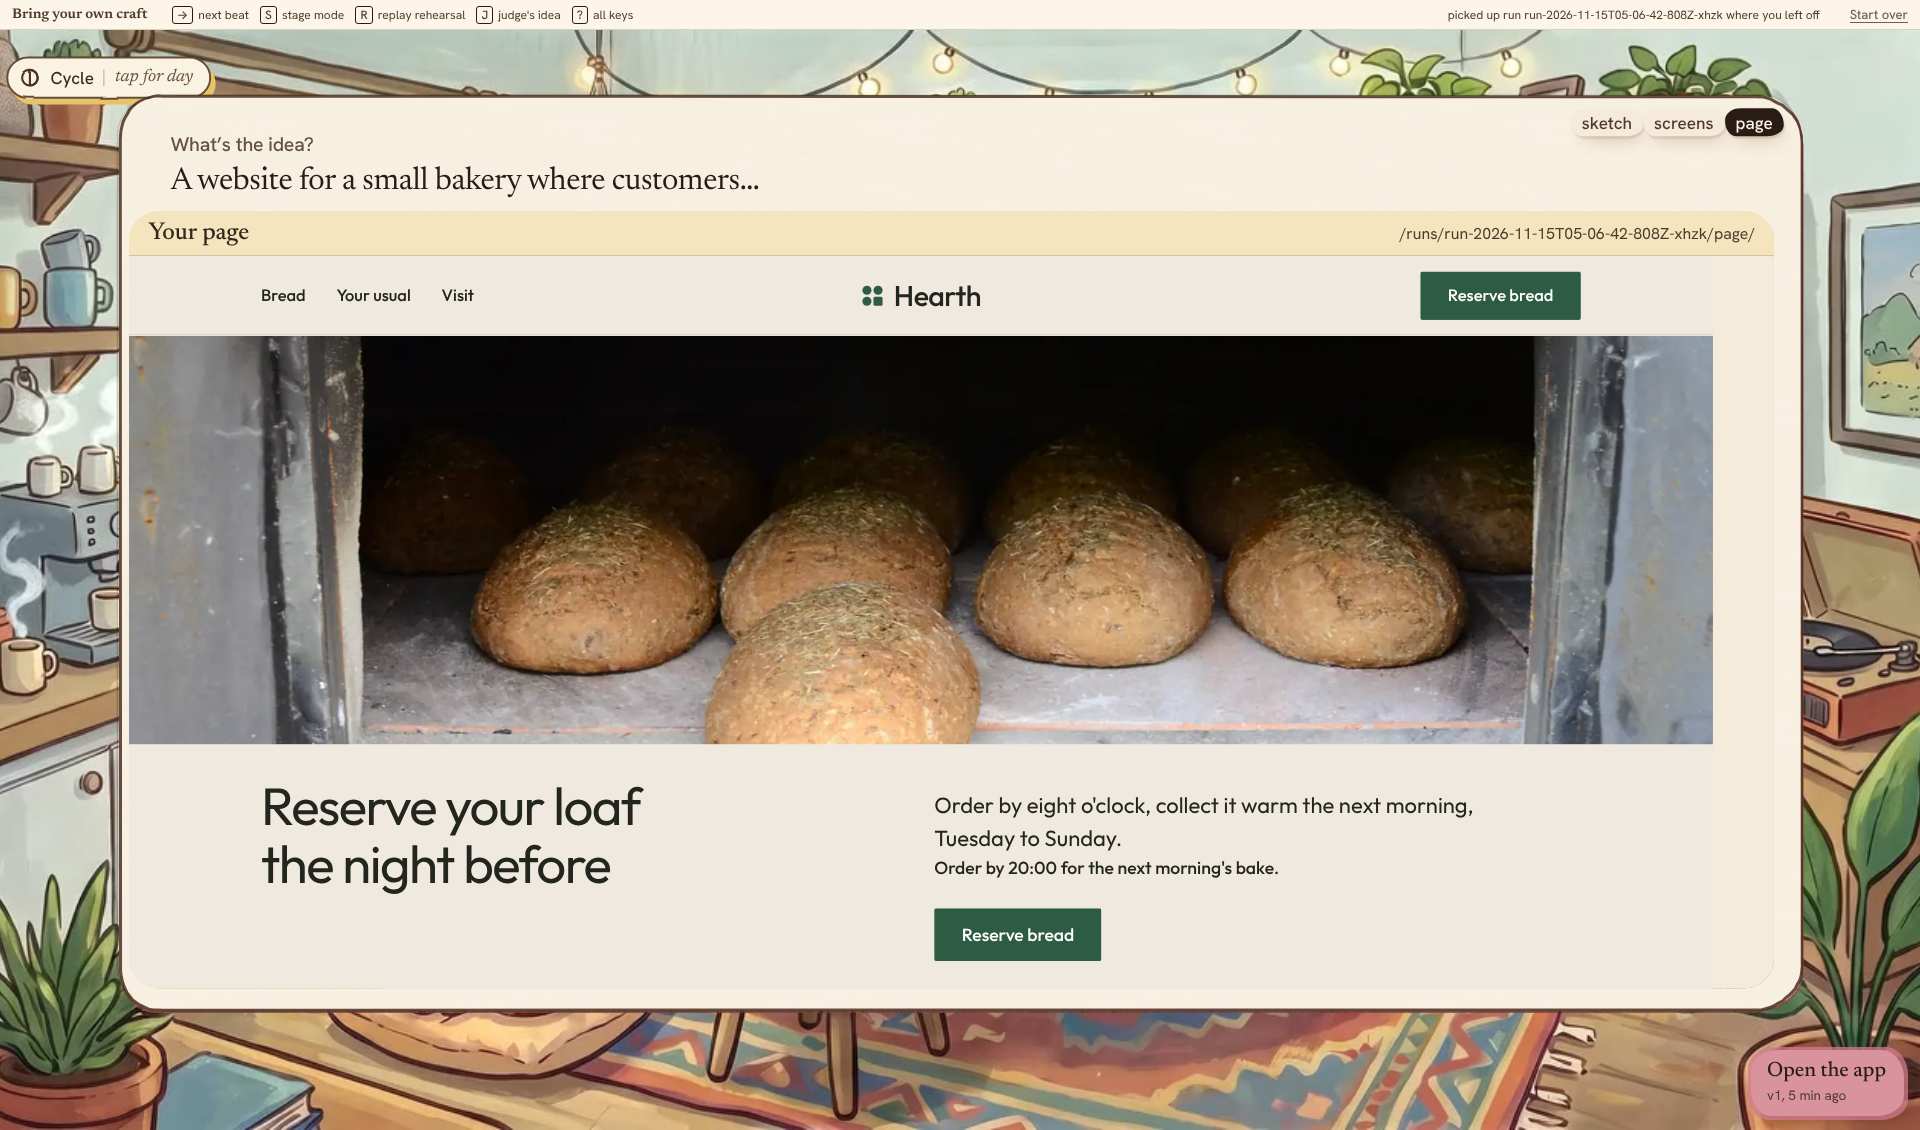 Bring your own craft → next beat S stage mode R replay rehearsal J judge's idea ? all keys picked up run run-2026-11-15T05-06-42-808Z-xhzk where you left off Start over
Cycle | tap for day
sketch screens page
What's the idea?
A website for a small bakery where customers...
Your page /runs/run-2026-11-15T05-06-42-808Z-xhzk/page/
Bread Your usual Visit Hearth Reserve bread
Reserve your loaf
the night before
Order by eight o'clock, collect it warm the next morning,
Tuesday to Sunday.
Order by 20:00 for the next morning's bake.
Reserve bread
Open the app
v1, 5 min ago